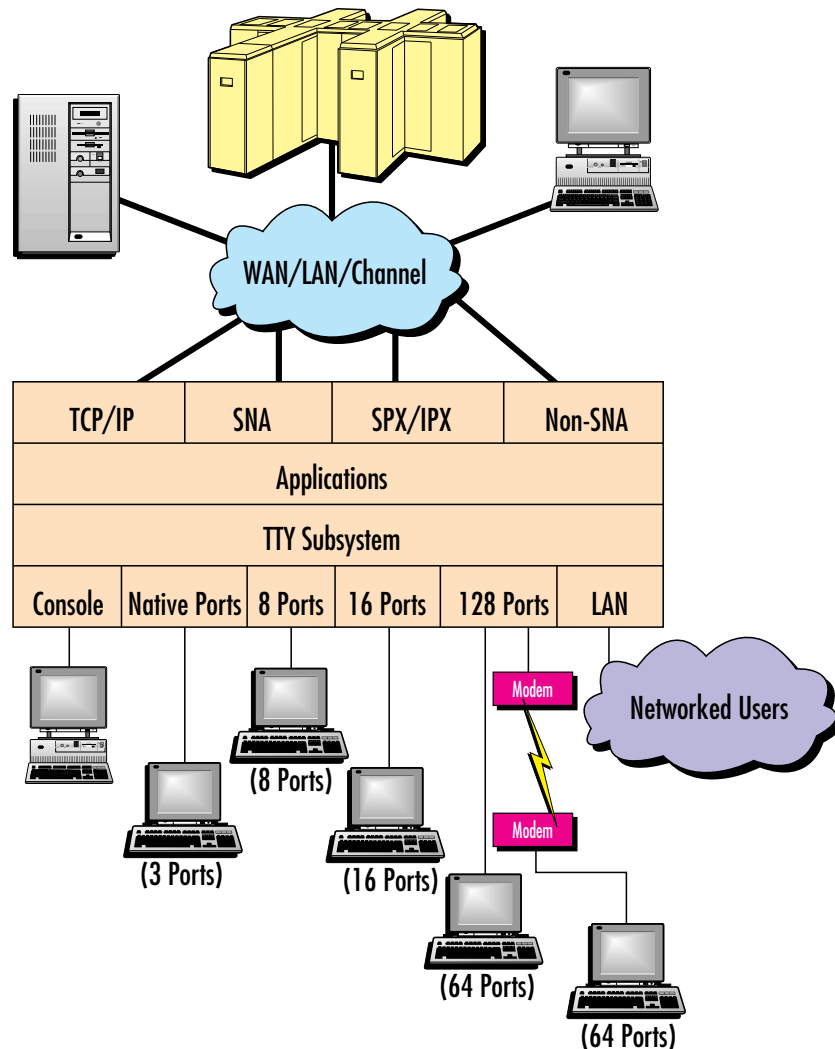 WAN/LAN/Channel
TCP/IP
SNA
SPX/IPX
Non-SNA
Applications
TTY Subsystem
Console
Native Ports
8 Ports
16 Ports
128 Ports
LAN
Modem
Networked Users
(8 Ports)
Modem
(3 Ports)
(16 Ports)
(64 Ports)
(64 Ports)